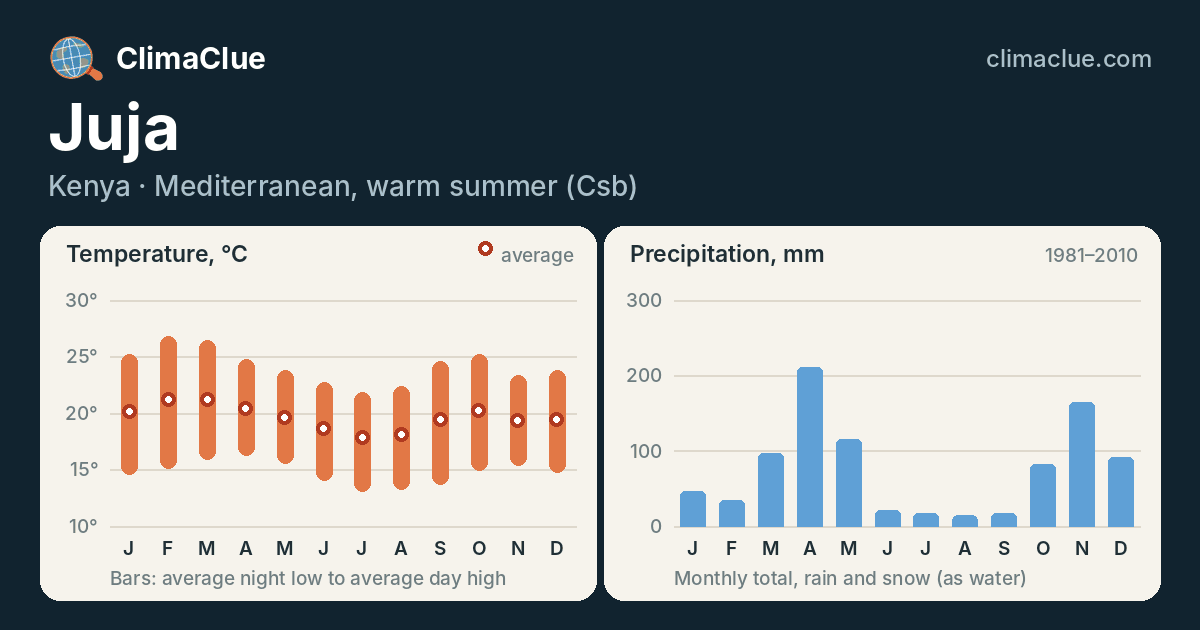 ClimaClue
climaclue.com
Juja
Kenya · Mediterranean, warm summer (Csb)
Temperature, °C
average
30°
25°
20°
15°
10°
J F M A M J J A S O N D
Bars: average night low to average day high
Precipitation, mm
1981–2010
300
200
100
0
J F M A M J J A S O N D
Monthly total, rain and snow (as water)